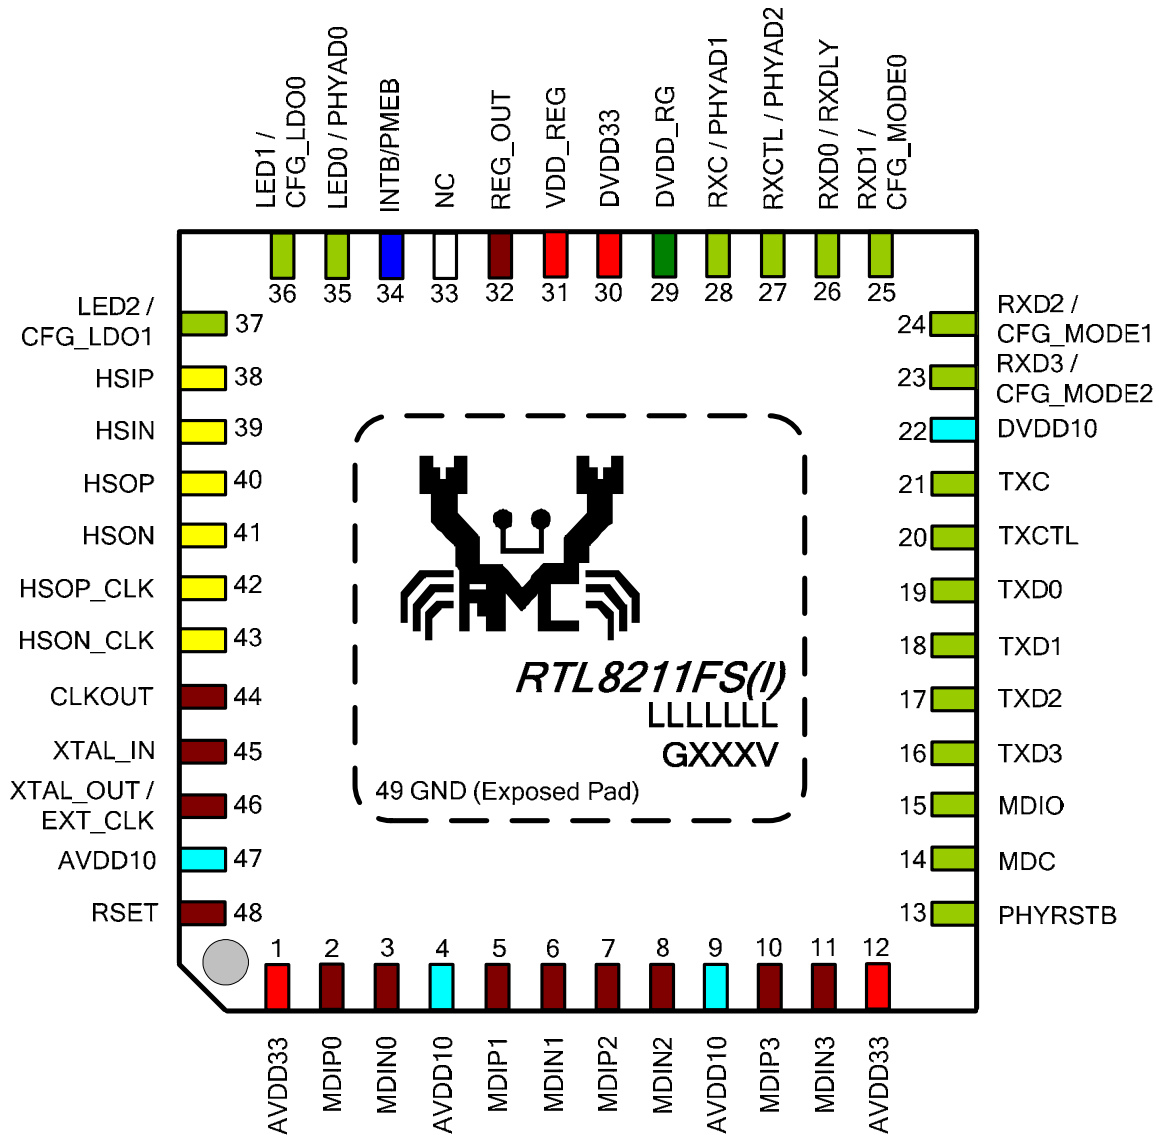 LED1 /
CFG_LDO0
LED0 / PHYAD0
INTB/PMEB
NC
REG_OUT
VDD_REG
DVDD33
DVDD_RG
RXC / PHYAD1
RXCTL / PHYAD2
RXD0 / RXDLY
RXD1 /
CFG_MODE0
36
35
34
33
32
31
30
29
28
27
26
25
LED2 /
CFG_LDO1
37
HSIP
38
HSIN
39
HSOP
40
HSON
41
HSOP_CLK
42
HSON_CLK
43
CLKOUT
44
XTAL_IN
45
XTAL_OUT /
EXT_CLK
46
AVDD10
47
RSET
48
RTL8211FS(I)
LLLLLLL
GXXXV
49 GND (Exposed Pad)
24
RXD2 /
CFG_MODE1
23
RXD3 /
CFG_MODE2
22
DVDD10
21
TXC
20
TXCTL
19
TXD0
18
TXD1
17
TXD2
16
TXD3
15
MDIO
14
MDC
13
PHYRSTB
1
2
3
4
5
6
7
8
9
10
11
12
AVDD33
MDIP0
MDIN0
AVDD10
MDIP1
MDIN1
MDIP2
MDIN2
AVDD10
MDIP3
MDIN3
AVDD33